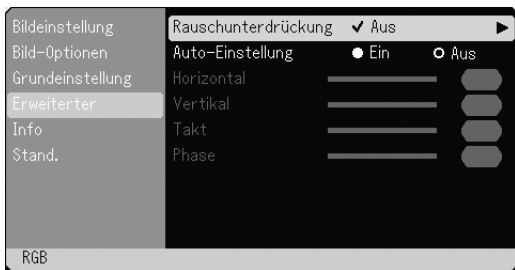 Bildeinstellung
Bild-Optionen
Grundeinstellung
Erweiterter
Info
Stand.
Rauschunterdrückung ✔ Aus ▶
Auto-Einstellung Ein Aus
Horizontal
Vertikal
Takt
Phase
RGB